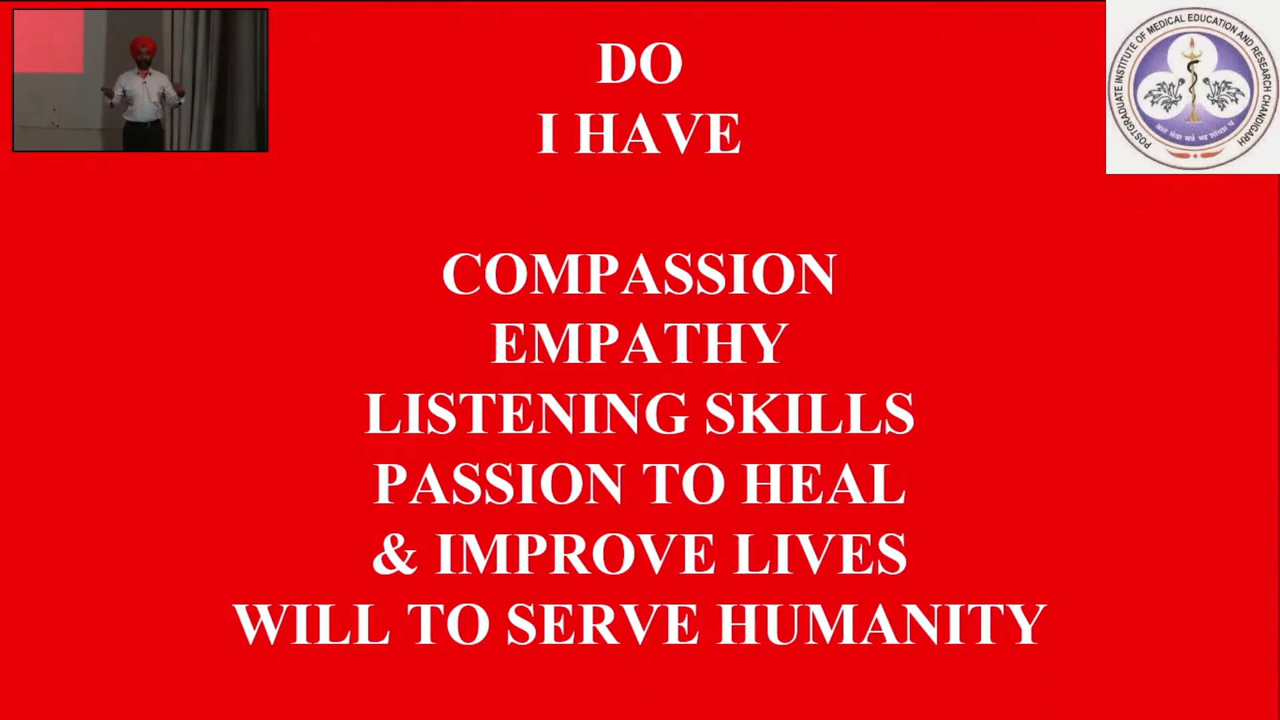 DO
I HAVE
COMPASSION
EMPATHY
LISTENING SKILLS
PASSION TO HEAL
& IMPROVE LIVES
WILL TO SERVE HUMANITY
POSTGRADUATE INSTITUTE OF MEDICAL EDUCATION AND RESEARCH CHANDIGARH